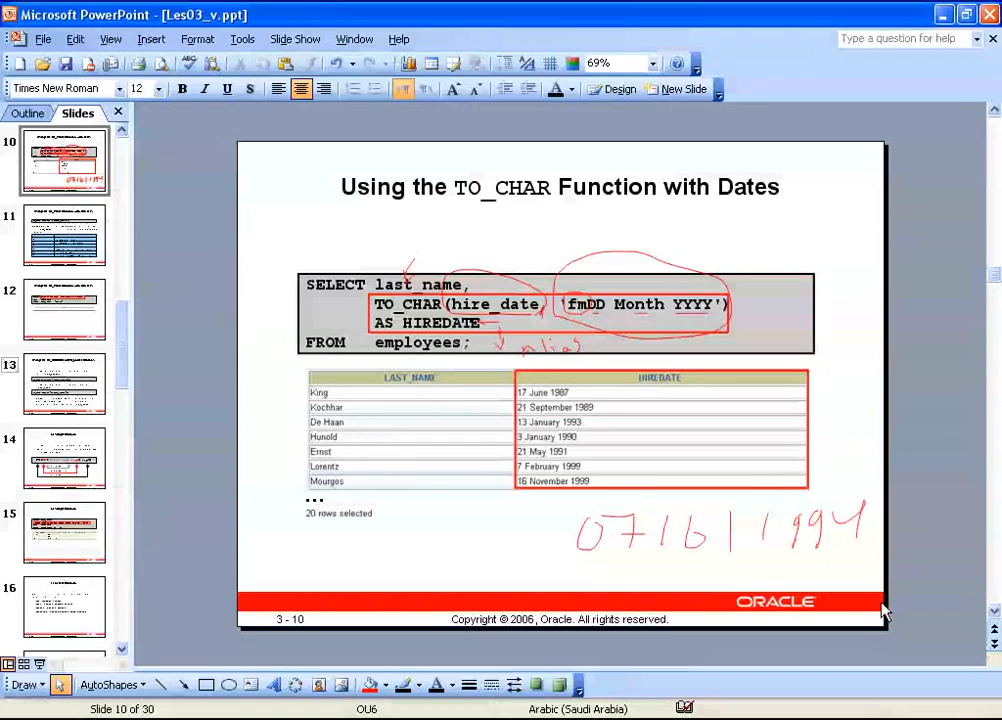 Microsoft PowerPoint - [Les03_v.ppt]
File Edit View Insert Format Tools Slide Show Window Help
Type a question for help
69%
Times New Roman 12 B I U S A Design New Slide
Outline Slides
10
11
12
13
14
15
16
Using the TO_CHAR Function with Dates
SELECT last_name,
TO_CHAR(hire_date, 'fmDD Month YYYY')
AS HIREDATE
FROM employees;
alias
LAST_NAME HIREDATE
King 17 June 1987
Kochhar 21 September 1989
De Haan 13 January 1993
Hunold 3 January 1990
Ernst 21 May 1991
Lorentz 7 February 1999
Mourgos 16 November 1999
...
20 rows selected
ORACLE
3 - 10 Copyright © 2006, Oracle. All rights reserved.
Draw AutoShapes
Slide 10 of 30 OU6 Arabic (Saudi Arabia)